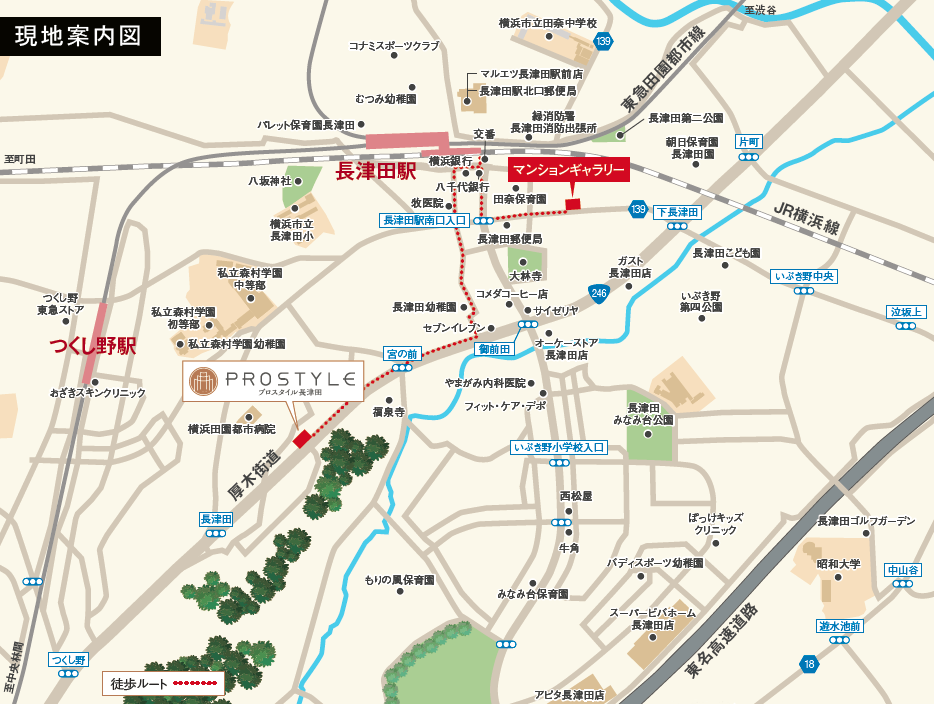 現地案内図
至渋谷
横浜市立田奈中学校
139
コナミスポーツクラブ
東急田園都市線
マルエツ長津田駅前店
長津田駅北口郵便局
むつみ幼稚園
緑消防署
長津田消防出張所
長津田第二公園
パレット保育園長津田
交番
朝日保育園
長津田園
片町
至町田
長津田駅
横浜銀行
マンションギャラリー
八坂神社
八千代銀行
田奈保育園
牧医院
139
下長津田
JR横浜線
横浜市立
長津田小
長津田駅南口入口
長津田郵便局
私立森村学園
中等部
大林寺
ガスト
長津田店
長津田こども園
いぶき野中央
つくし野
東急ストア
私立森村学園
初等部
長津田幼稚園
コメダコーヒー店
サイゼリヤ
246
いぶき野
第四公園
泣坂上
つくし野駅
私立森村学園幼稚園
セブンイレブン
宮の前
御前田
オーケーストア
長津田店
PROSTYLE
プロスタイル長津田
おざきスキンクリニック
やまがみ内科医院
フィット・ケア・デポ
福泉寺
横浜田園都市病院
長津田
みなみ台公園
いぶき野小学校入口
厚木街道
長津田
西松屋
牛角
ぽっけキッズ
クリニック
長津田ゴルフガーデン
昭和大学
中山谷
もりの風保育園
みなみ台保育園
バディスポーツ幼稚園
スーパービバホーム
長津田店
東名高速道路
遊水池前
18
つくし野
至中央林間
徒歩ルート
アピタ長津田店